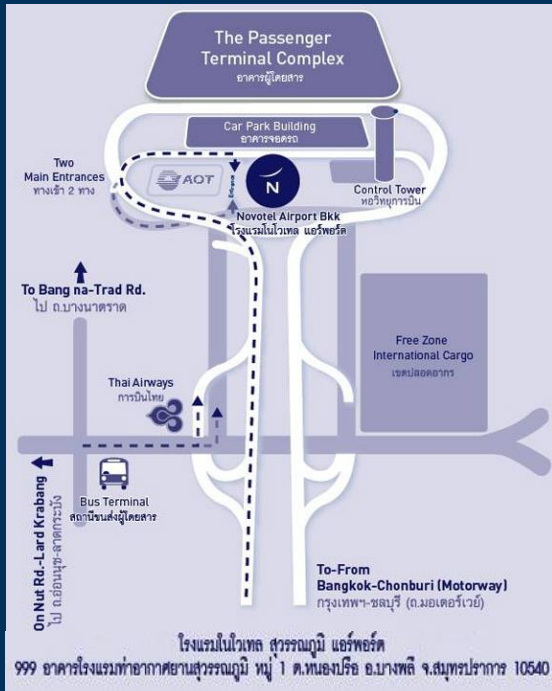 The Passenger
Terminal Complex
อาคารผู้โดยสาร
Car Park Building
อาคารจอดรถ
Two
Main Entrances
ทางเข้า 2 ทาง
AOT
Entrance
N
Control Tower
หอวิทยุการบิน
Novotel Airport Bkk
โรงแรมโนโวเทล แอร์พอร์ต
To Bang na-Trad Rd.
ไป ถ.บางนาตราด
Free Zone
International Cargo
เขตปลอดอากร
Thai Airways
การบินไทย
Bus Terminal
สถานีขนส่งผู้โดยสาร
On Nut Rd.-Lard Krabang
ไป ถ.อ่อนนุช-ลาดกระบัง
To-From
Bangkok-Chonburi (Motorway)
กรุงเทพฯ-ชลบุรี (ถ.มอเตอร์เวย์)
โรงแรมโนโวเทล สุวรรณภูมิ แอร์พอร์ต
999 อาคารโรงแรมท่าอากาศยานสุวรรณภูมิ หมู่ 1 ต.หนองปรือ อ.บางพลี จ.สมุทรปราการ 10540